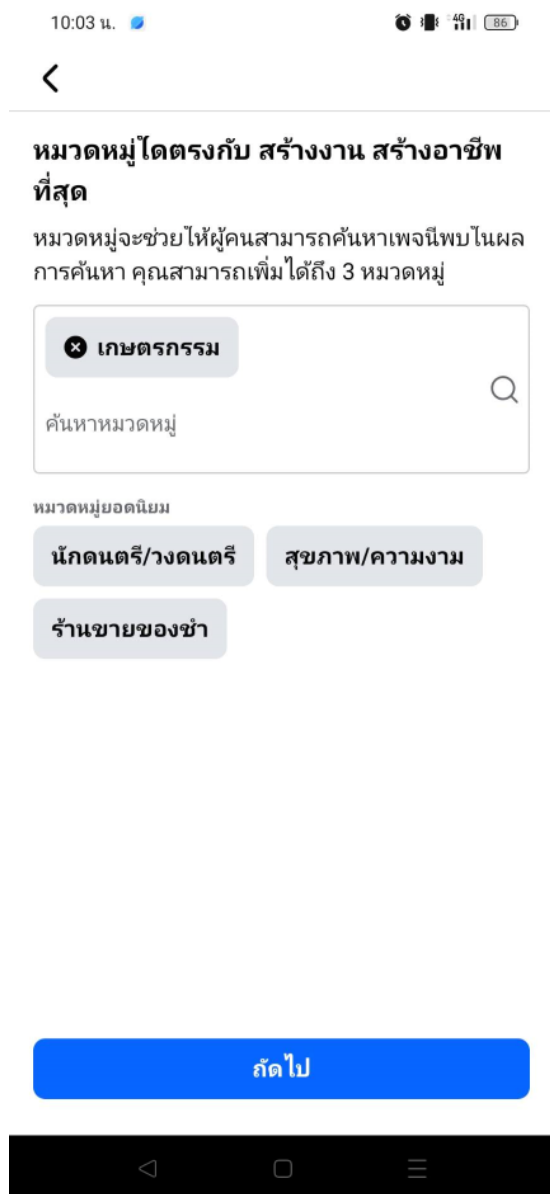 10:03 น.
4G
86
หมวดหมู่ใดตรงกับ สร้างงาน สร้างอาชีพ
ที่สุด
หมวดหมู่จะช่วยให้ผู้คนสามารถค้นหาเพจนี้พบในผล
การค้นหา คุณสามารถเพิ่มได้ถึง 3 หมวดหมู่
เกษตรกรรม
ค้นหาหมวดหมู่
หมวดหมู่ยอดนิยม
นักดนตรี/วงดนตรี
สุขภาพ/ความงาม
ร้านขายของชำ
ถัดไป